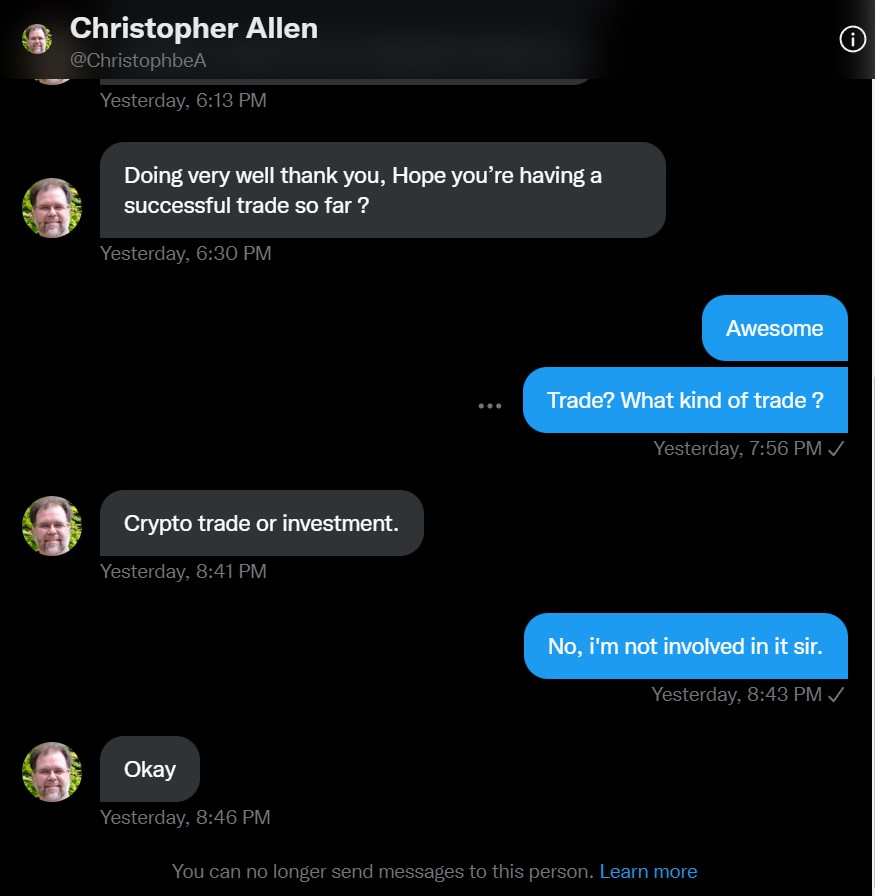 Christopher Allen
@ChristophbeA
Yesterday, 6:13 PM
Doing very well thank you, Hope you’re having a
successful trade so far ?
Yesterday, 6:30 PM
Awesome
Trade? What kind of trade ?
Yesterday, 7:56 PM ✓
Crypto trade or investment.
Yesterday, 8:41 PM
No, i'm not involved in it sir.
Yesterday, 8:43 PM ✓
Okay
Yesterday, 8:46 PM
You can no longer send messages to this person. Learn more